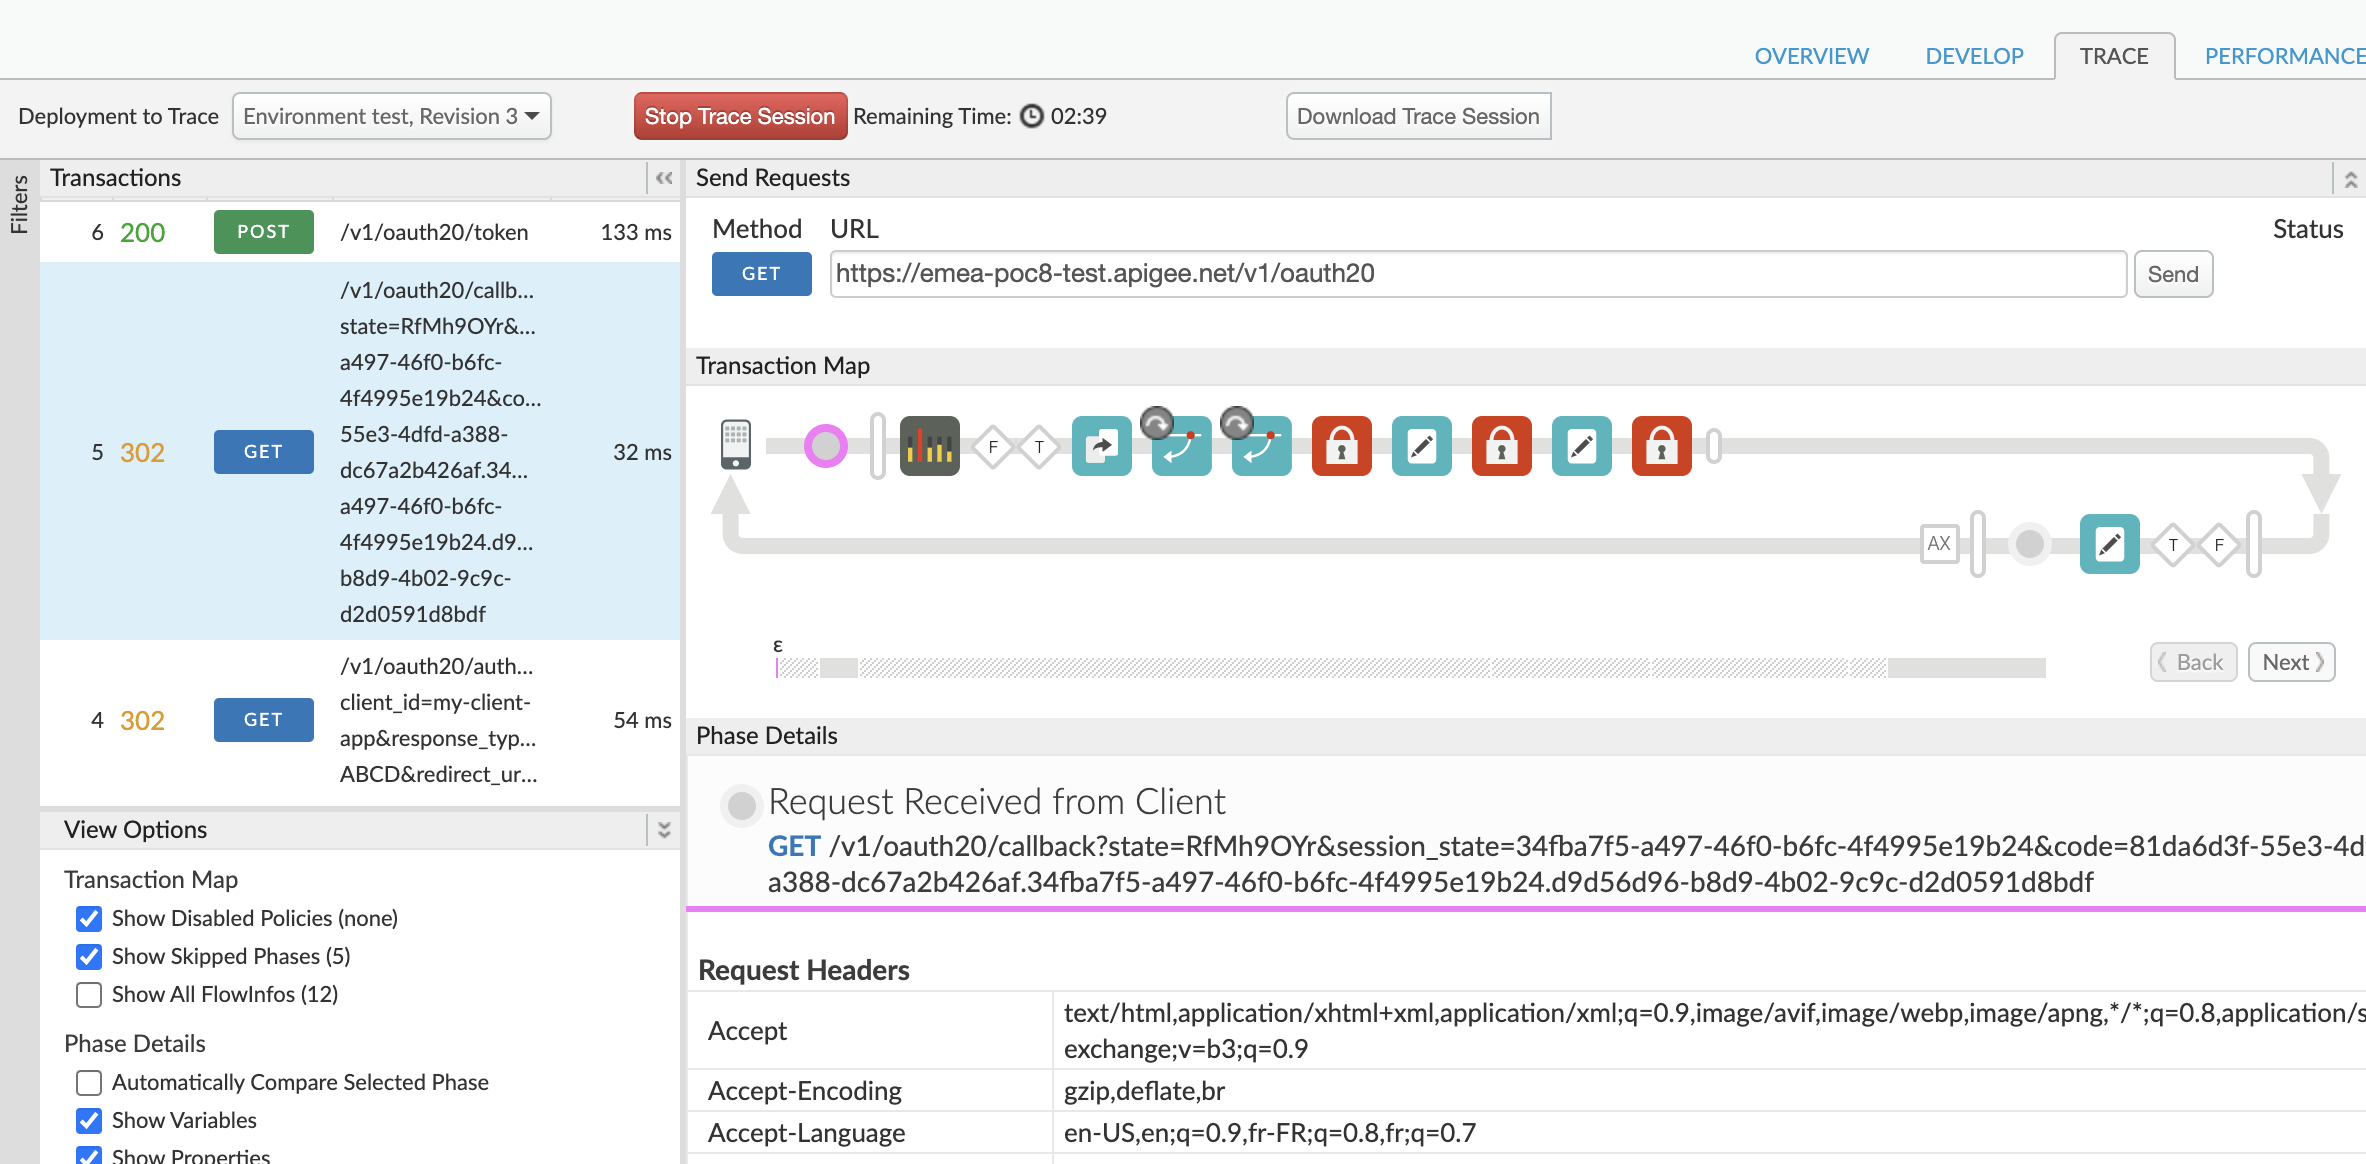 OVERVIEW
DEVELOP
TRACE
PERFORMANCE
Deployment to Trace
Environment test, Revision 3
Stop Trace Session
Remaining Time: 02:39
Download Trace Session
Filters
Transactions
6 200 POST /v1/oauth20/token 133 ms
/v1/oauth20/callb...
state=RfMh9OYr&...
a497-46f0-b6fc-
4f4995e19b24&co...
55e3-4dfd-a388-
5 302 GET 32 ms
dc67a2b426af.34...
a497-46f0-b6fc-
4f4995e19b24.d9...
b8d9-4b02-9c9c-
d2d0591d8bdf
/v1/oauth20/auth...
client_id=my-client-
4 302 GET 54 ms
app&response_typ...
ABCD&redirect_ur...
View Options
Transaction Map
Show Disabled Policies (none)
Show Skipped Phases (5)
Show All FlowInfos (12)
Phase Details
Automatically Compare Selected Phase
Show Variables
Show Properties
Send Requests
Method URL Status
GET https://emea-poc8-test.apigee.net/v1/oauth20 Send
Transaction Map
F T
AX T F
ε
Back Next
Phase Details
Request Received from Client
GET /v1/oauth20/callback?state=RfMh9OYr&session_state=34fba7f5-a497-46f0-b6fc-4f4995e19b24&code=81da6d3f-55e3-4d
a388-dc67a2b426af.34fba7f5-a497-46f0-b6fc-4f4995e19b24.d9d56d96-b8d9-4b02-9c9c-d2d0591d8bdf
Request Headers
Accept
text/html,application/xhtml+xml,application/xml;q=0.9,image/avif,image/webp,image/apng,*/*;q=0.8,application/s
exchange;v=b3;q=0.9
Accept-Encoding gzip,deflate,br
Accept-Language en-US,en;q=0.9,fr-FR;q=0.8,fr;q=0.7